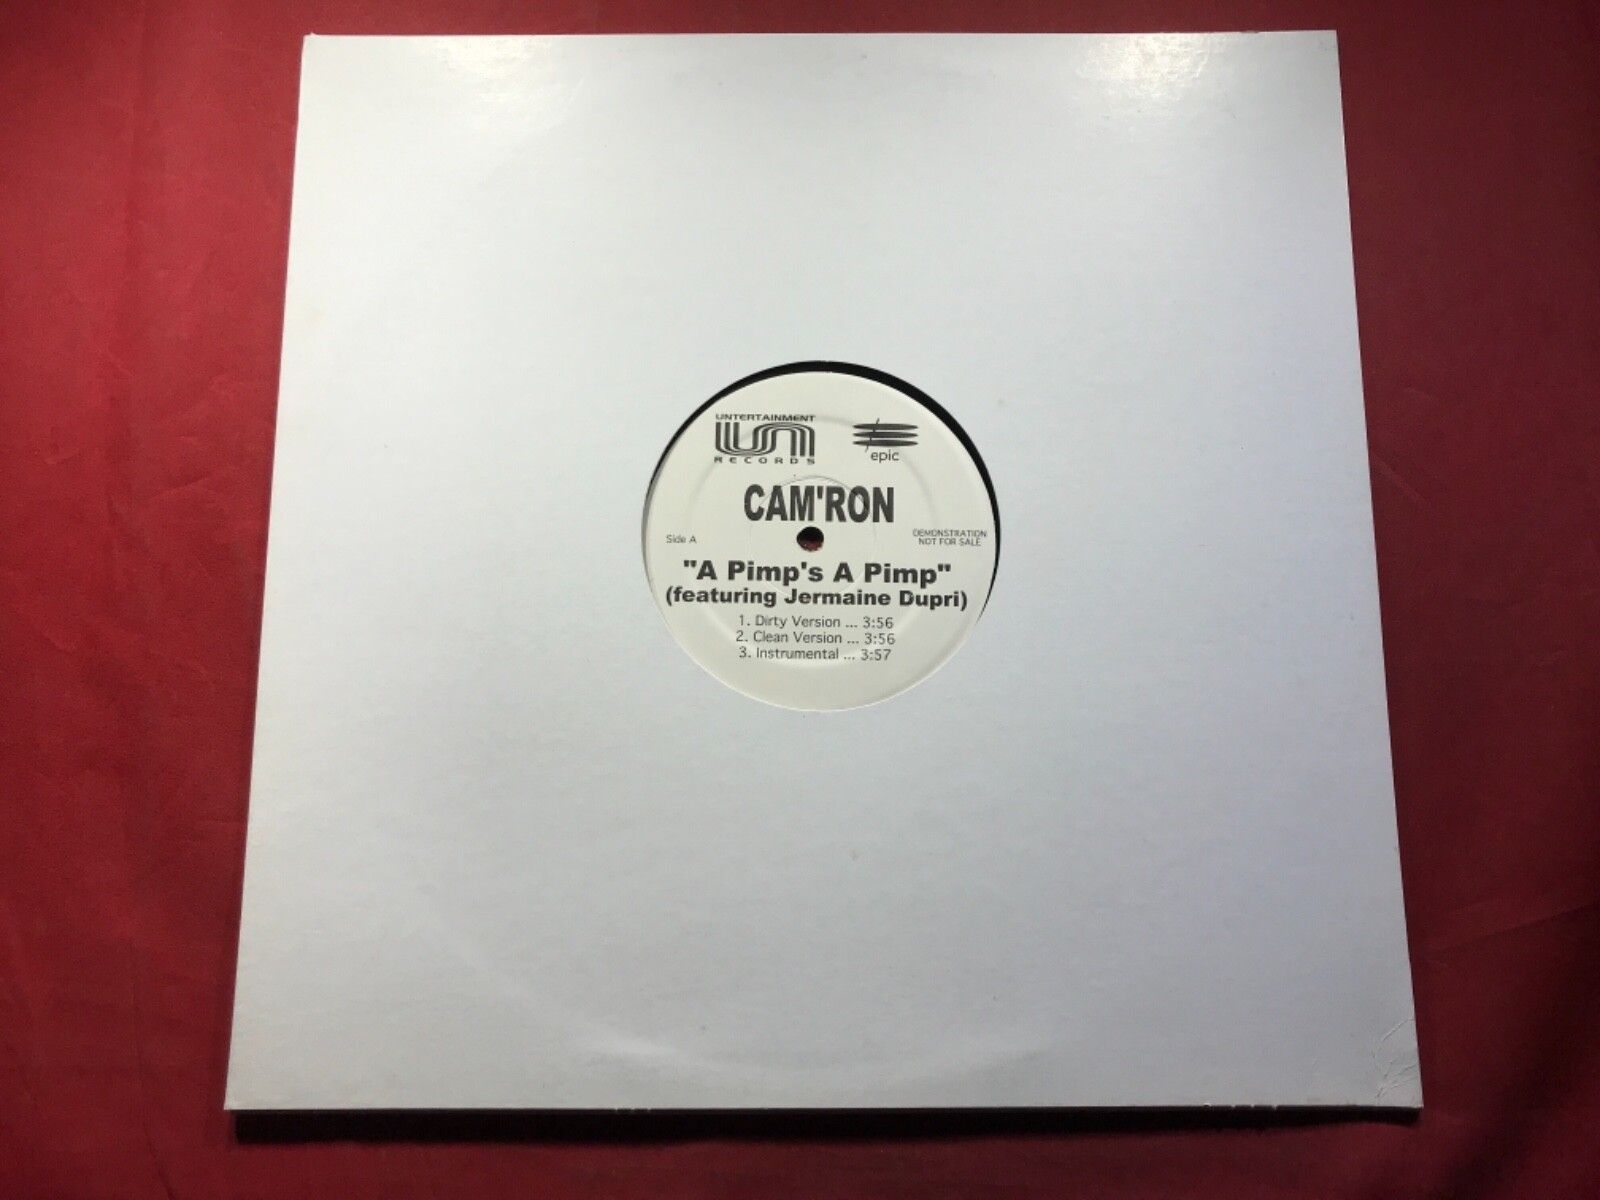 UNTERTAINMENT
UN
RECORDS
epic
CAM'RON
Side A
DEMONSTRATION
NOT FOR SALE
"A Pimp's A Pimp"
(featuring Jermaine Dupri)
1. Dirty Version ... 3:56
2. Clean Version ... 3:56
3. Instrumental ... 3:57